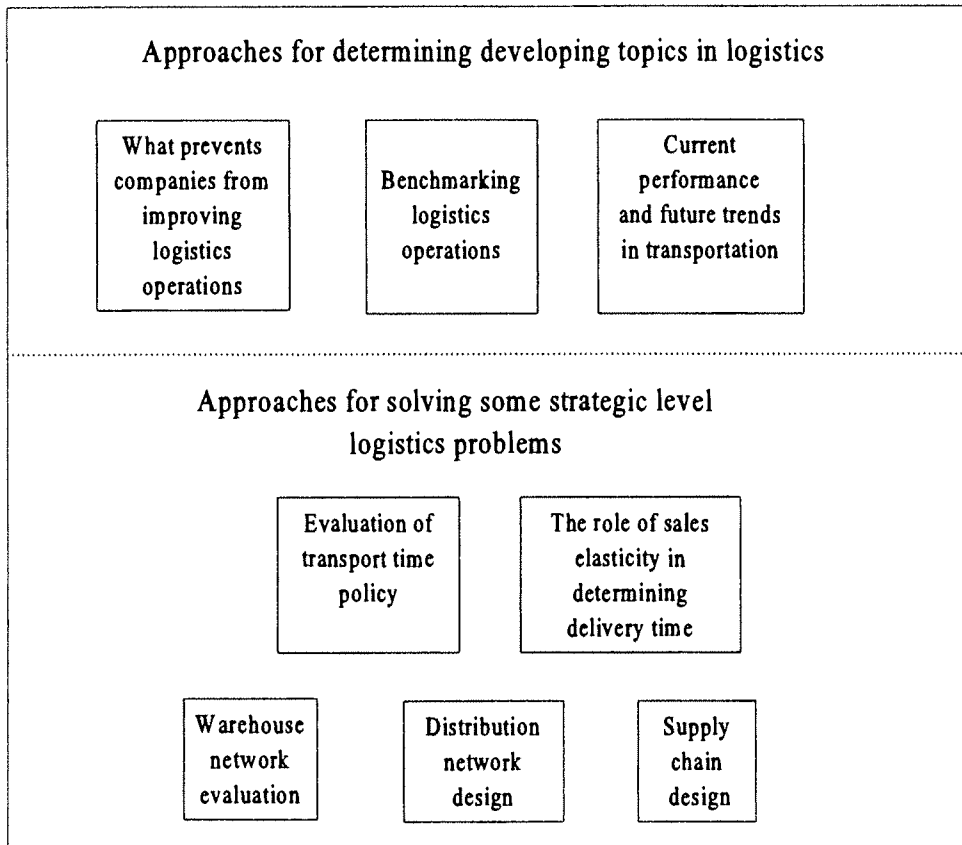 Approaches for determining developing topics in logistics
What prevents
companies from
improving
logistics
operations
Benchmarking
logistics
operations
Current
performance
and future trends
in transportation
Approaches for solving some strategic level
logistics problems
Evaluation of
transport time
policy
The role of sales
elasticity in
determining
delivery time
Warehouse
network
evaluation
Distribution
network
design
Supply
chain
design